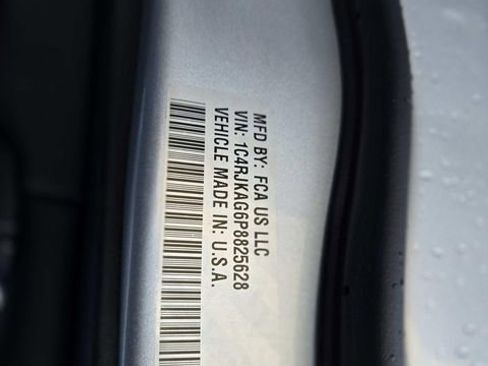 MFD BY: FCA US LLC
VIN: 1C4RJKAG6P8825628
VEHICLE MADE IN: U.S.A.